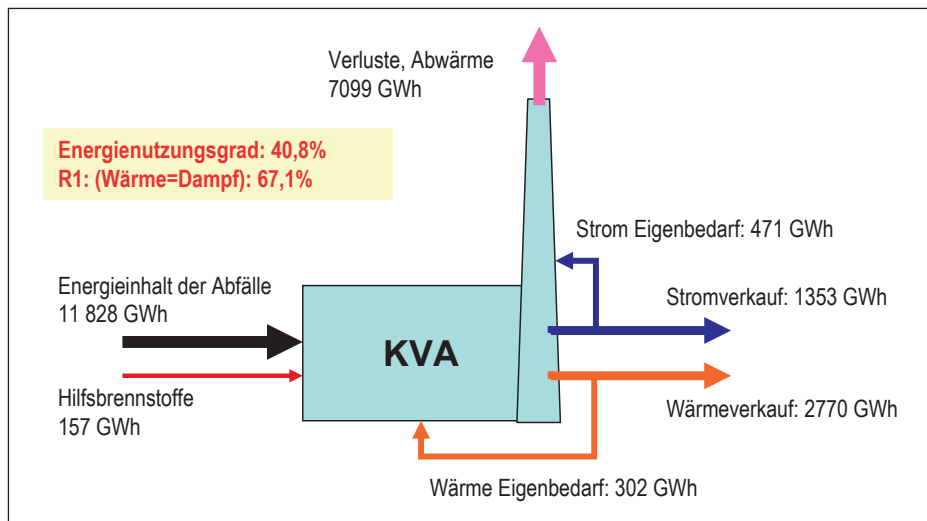 Verluste, Abwärme
7099 GWh
Energienutzungsgrad: 40,8%
R1: (Wärme=Dampf): 67,1%
Strom Eigenbedarf: 471 GWh
Energieinhalt der Abfälle
11 828 GWh
Stromverkauf: 1353 GWh
KVA
Hilfsbrennstoffe
157 GWh
Wärmeverkauf: 2770 GWh
Wärme Eigenbedarf: 302 GWh